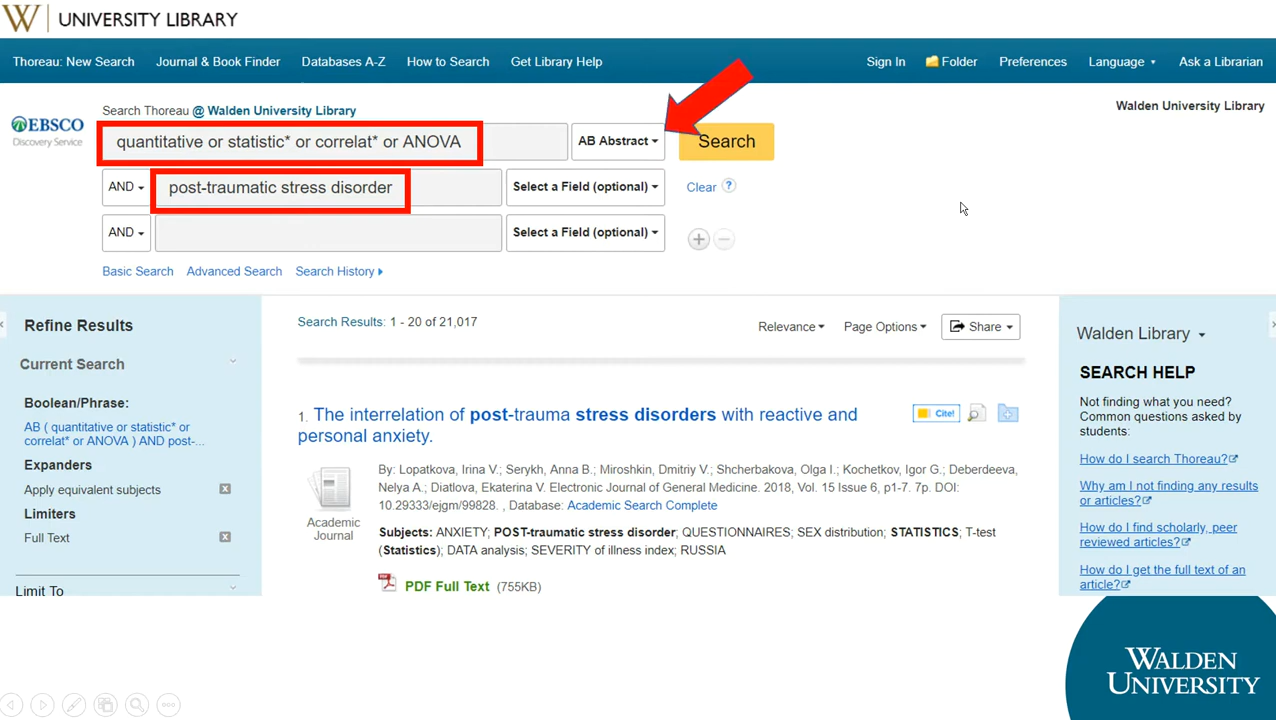 W UNIVERSITY LIBRARY
Thoreau: New Search Journal & Book Finder Databases A-Z How to Search Get Library Help Sign In Folder Preferences Language Ask a Librarian
Search Thoreau @ Walden University Library
Walden University Library
EBSCO
Discovery Service
quantitative or statistic* or correlat* or ANOVA AB Abstract Search
AND post-traumatic stress disorder Select a Field (optional) Clear ?
AND Select a Field (optional)
Basic Search Advanced Search Search History
Refine Results
Current Search
Boolean/Phrase:
AB ( quantitative or statistic* or
correlat* or ANOVA ) AND post-...
Expanders
Apply equivalent subjects
Limiters
Full Text
Limit To
Search Results: 1 - 20 of 21,017
Relevance Page Options Share
1. The interrelation of post-trauma stress disorders with reactive and
personal anxiety.
Cite!
Academic
Journal
By: Lopatkova, Irina V.; Serykh, Anna B.; Miroshkin, Dmitriy V.; Shcherbakova, Olga I.; Kochetkov, Igor G.; Deberdeeva,
Nelya A.; Diatlova, Ekaterina V. Electronic Journal of General Medicine. 2018, Vol. 15 Issue 6, p1-7. 7p. DOI:
10.29333/ejgm/99828. , Database: Academic Search Complete
Subjects: ANXIETY; POST-traumatic stress disorder; QUESTIONNAIRES; SEX distribution; STATISTICS; T-test
(Statistics); DATA analysis; SEVERITY of illness index; RUSSIA
PDF Full Text (755KB)
Walden Library
SEARCH HELP
Not finding what you need?
Common questions asked by
students:
How do I search Thoreau?
Why am I not finding any results
or articles?
How do I find scholarly, peer
reviewed articles?
How do I get the full text of an
article?
WALDEN
UNIVERSITY